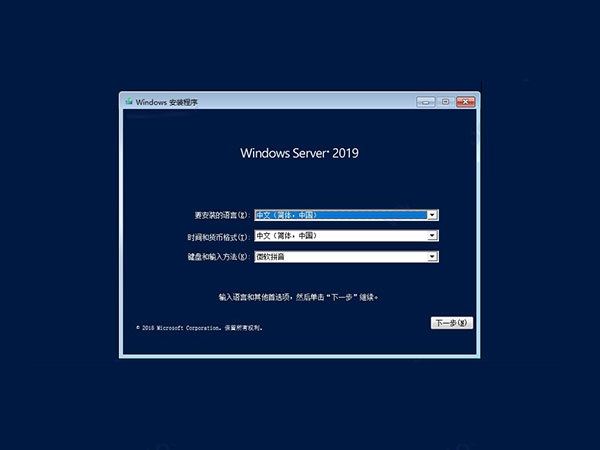 Windows 安装程序
Windows Server® 2019
要安装的语言(E): 中文(简体，中国)
时间和货币格式(T): 中文(简体，中国)
键盘和输入方法(K): 微软拼音
输入语言和其他首选项，然后单击“下一步”继续。
© 2018 Microsoft Corporation. 保留所有权利。
下一步(N)